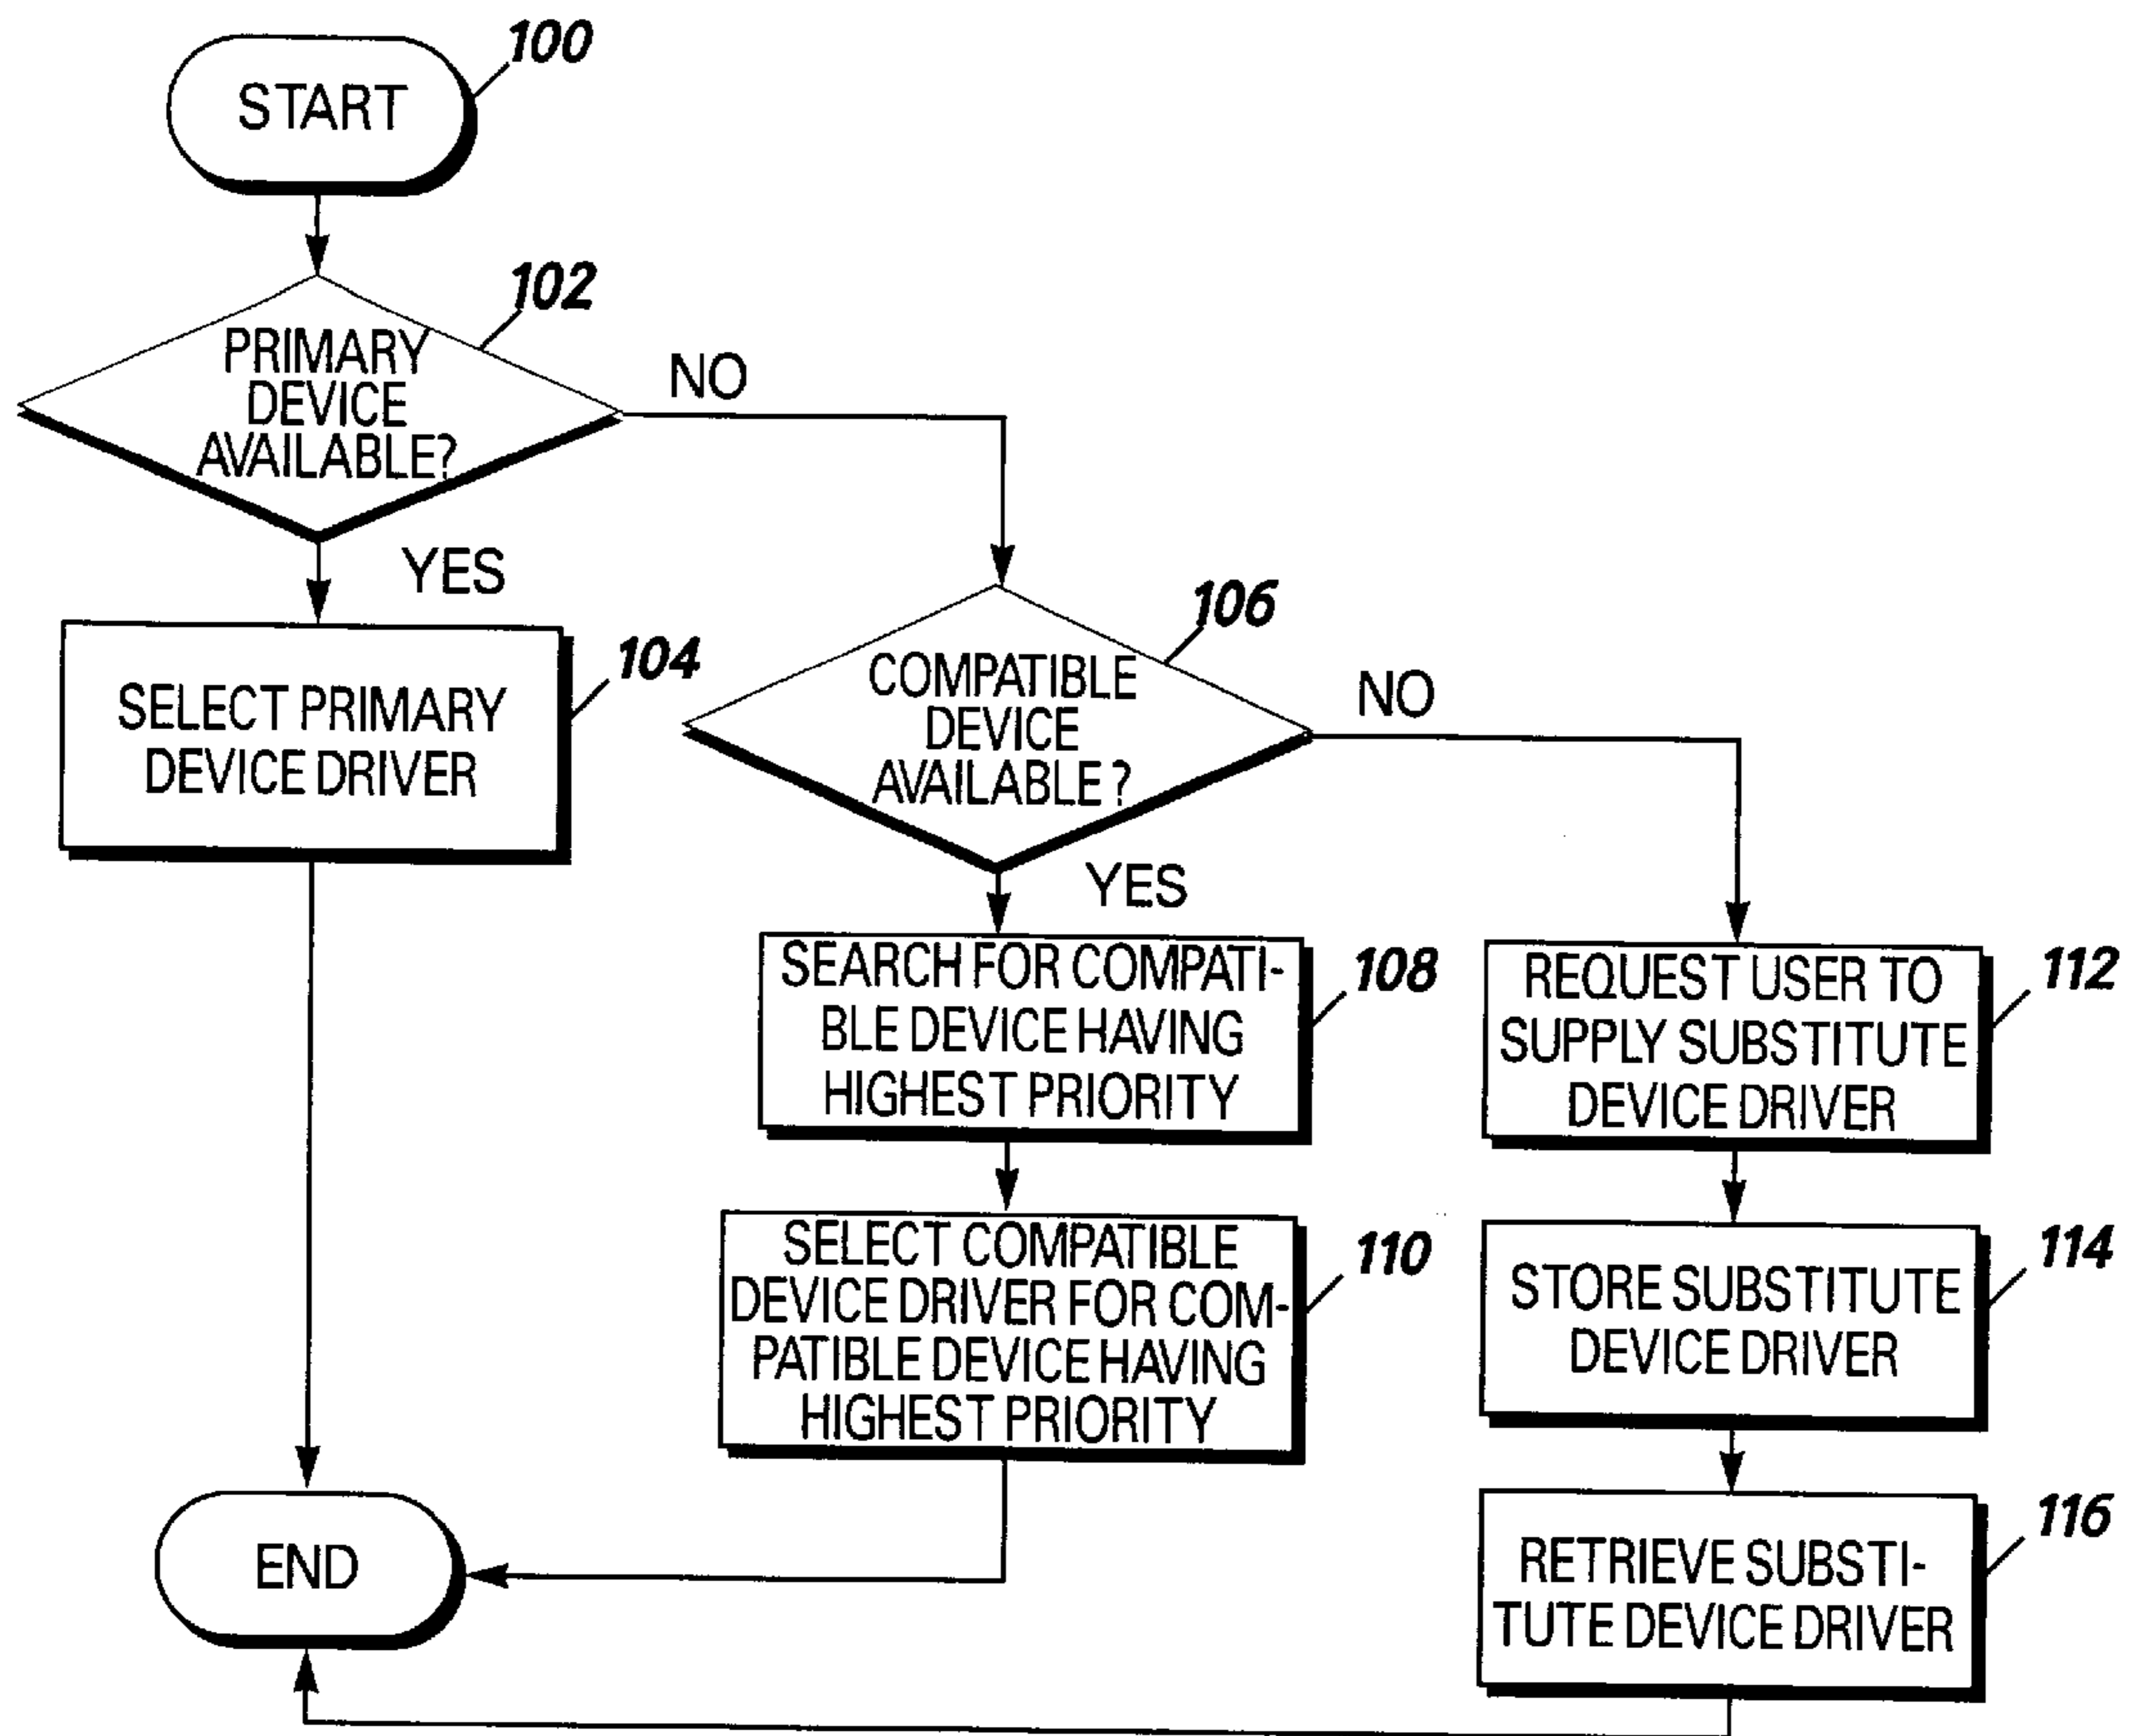 100
START
102
PRIMARY
DEVICE
AVAILABLE?
NO
YES
104
SELECT PRIMARY
DEVICE DRIVER
106
COMPATIBLE
DEVICE
AVAILABLE?
NO
YES
108
SEARCH FOR COMPATI-
BLE DEVICE HAVING
HIGHEST PRIORITY
110
SELECT COMPATIBLE
DEVICE DRIVER FOR COM-
PATIBLE DEVICE HAVING
HIGHEST PRIORITY
112
REQUEST USER TO
SUPPLY SUBSTITUTE
DEVICE DRIVER
114
STORE SUBSTITUTE
DEVICE DRIVER
116
RETRIEVE SUBSTI-
TUTE DEVICE DRIVER
END